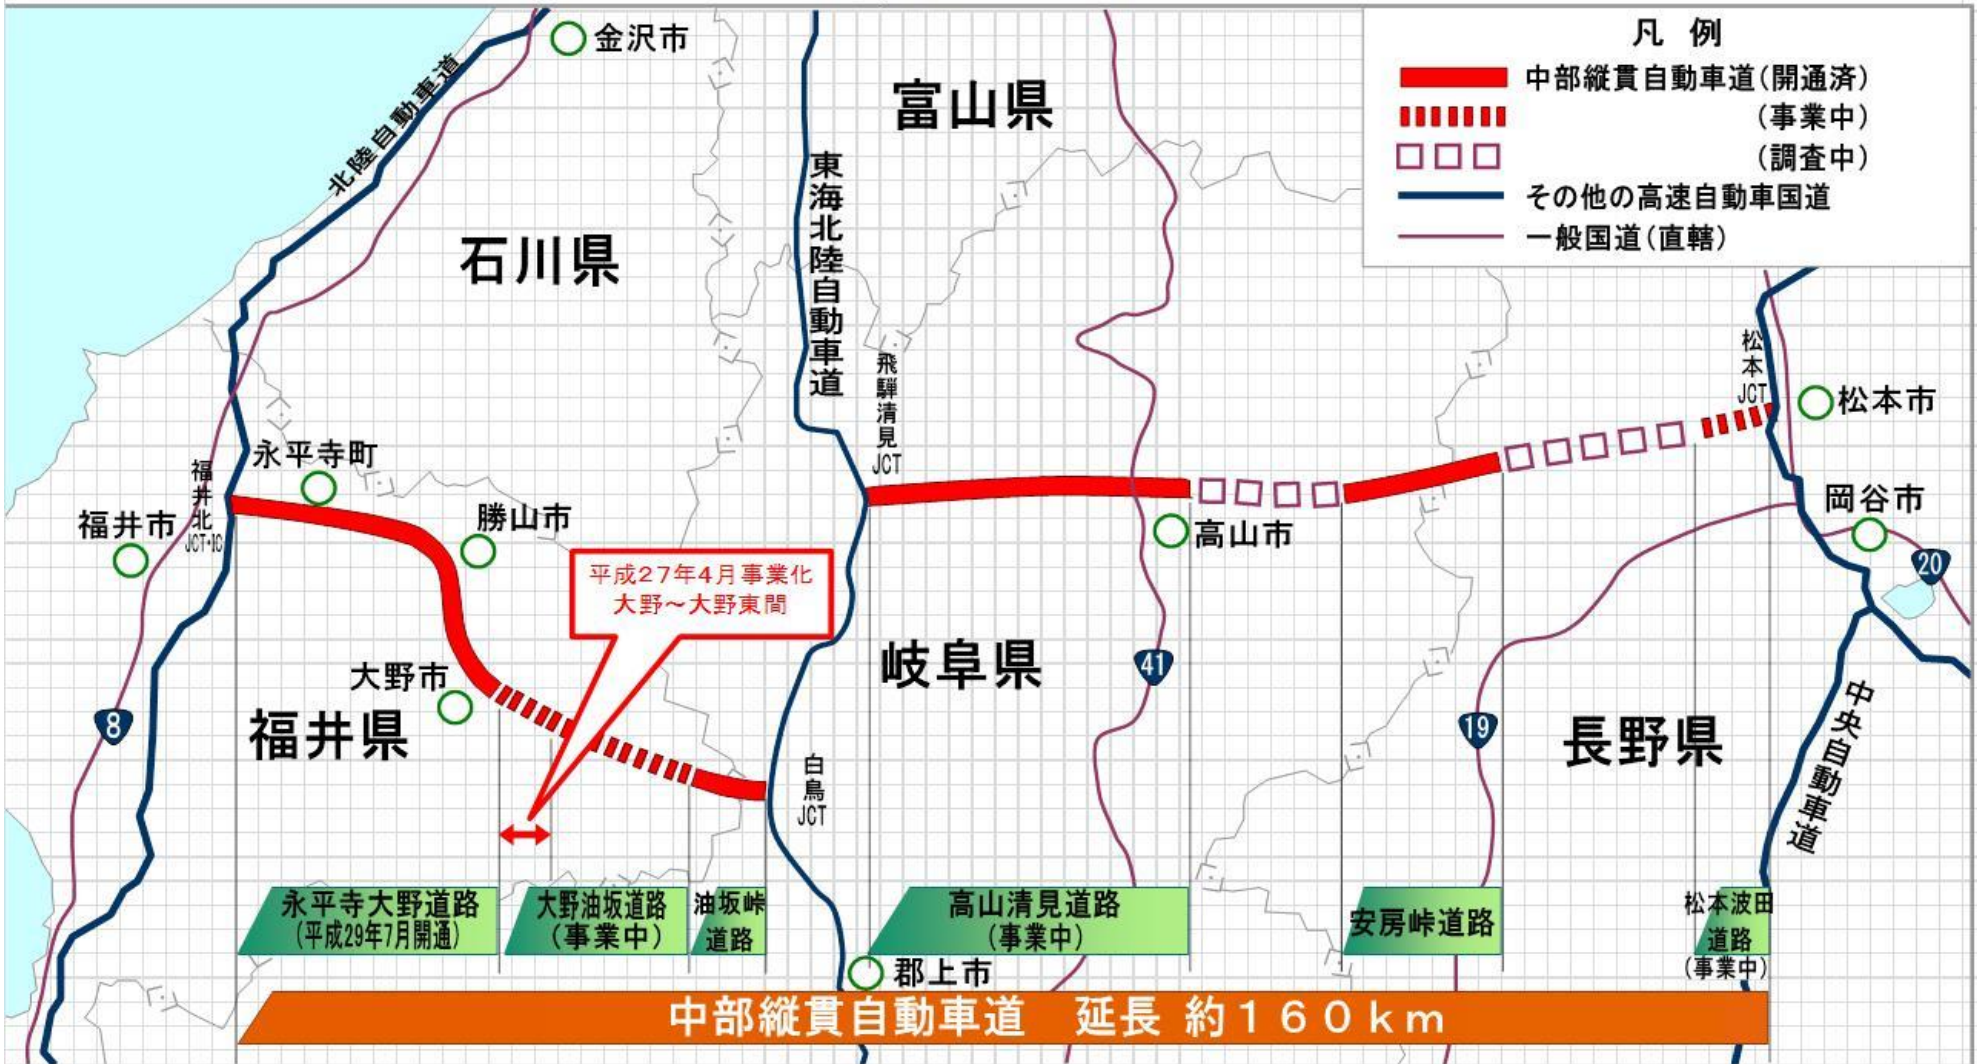 凡 例
中部縦貫自動車道(開通済)
(事業中)
(調査中)
その他の高速自動車国道
一般国道(直轄)
金沢市
北陸自動車道
富山県
石川県
東海北陸自動車道
飛騨清見JCT
松本JCT
松本市
永平寺町
福井北JCT・IC
福井市
勝山市
高山市
岡谷市
20
平成27年4月事業化
大野～大野東間
岐阜県
41
大野市
福井県
8
19
長野県
中央自動車道
白鳥JCT
永平寺大野道路
(平成29年7月開通)
大野油坂道路
(事業中)
油坂峠
道路
高山清見道路
(事業中)
安房峠道路
松本波田
道路
(事業中)
郡上市
中部縦貫自動車道 延長 約160km